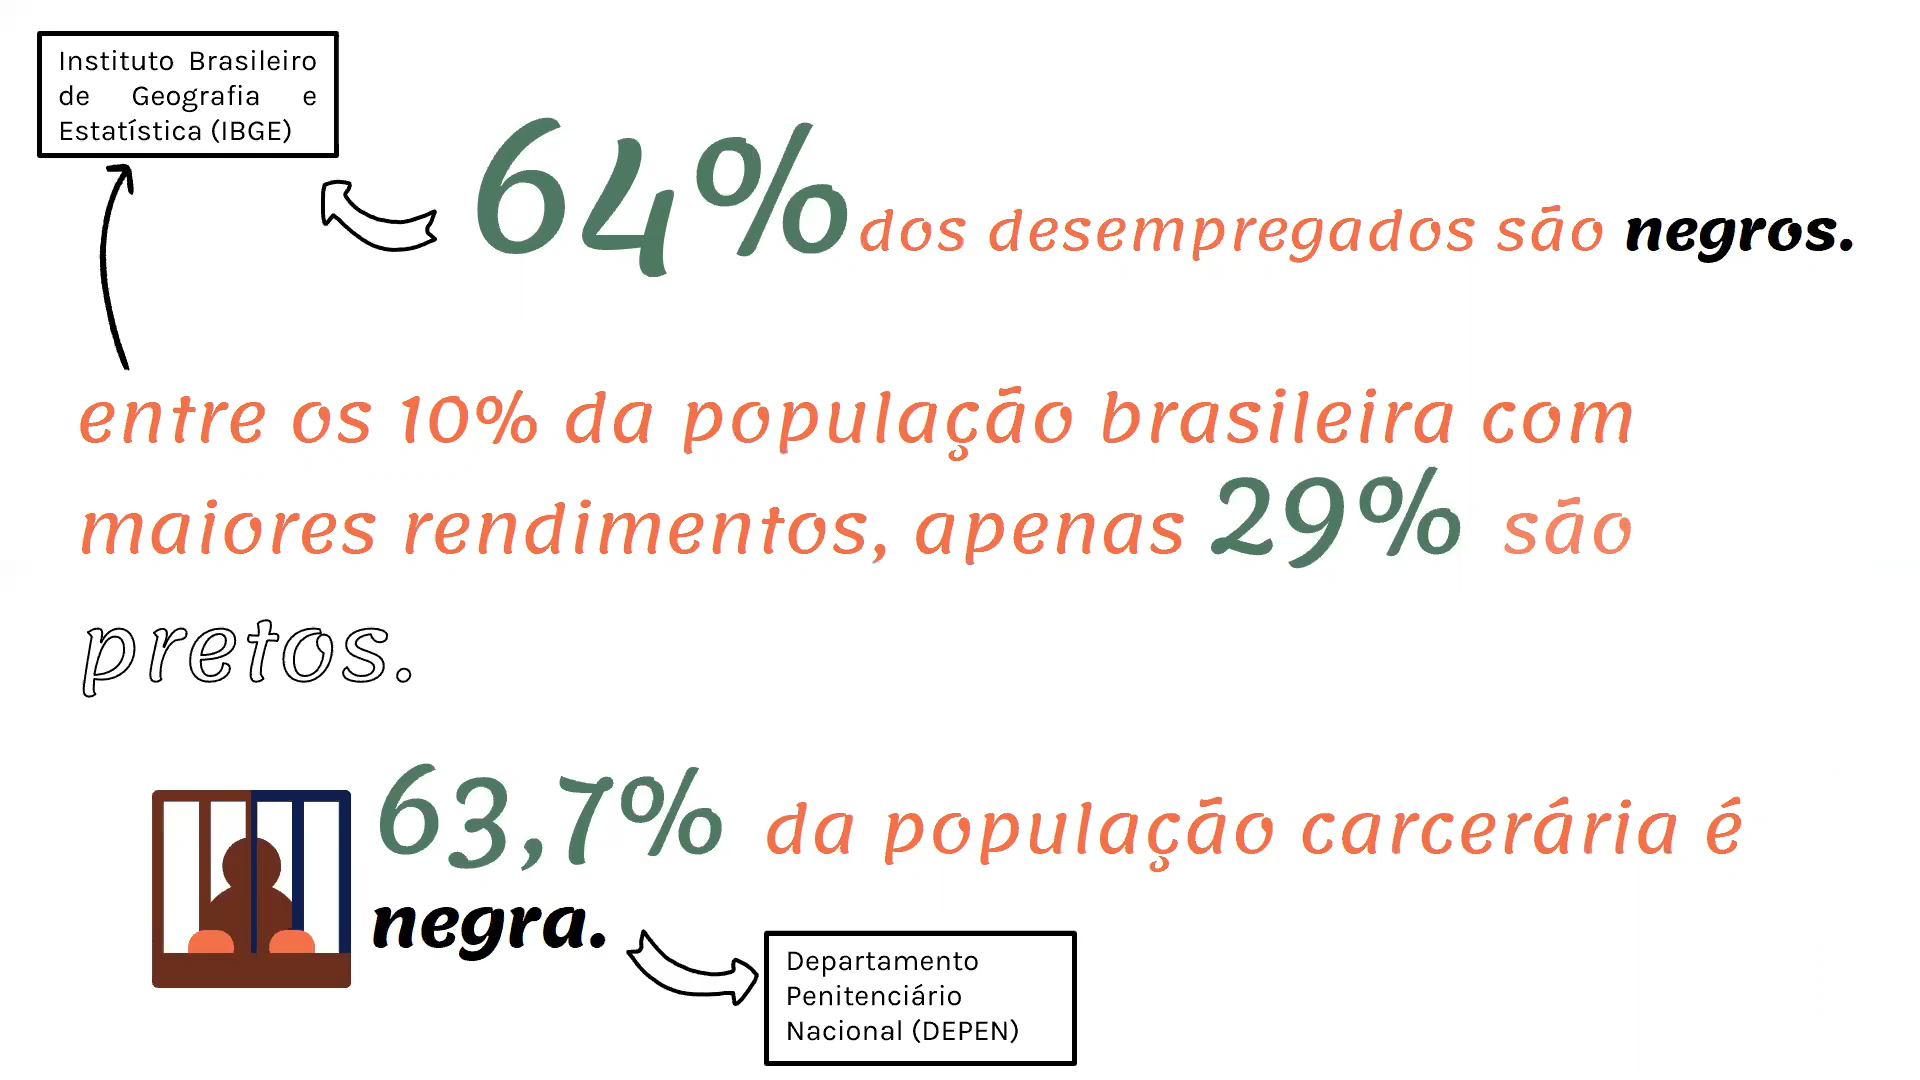 Instituto Brasileiro
de Geografia e
Estatística (IBGE)
64% dos desempregados são negros.
entre os 10% da população brasileira com
maiores rendimentos, apenas 29% são
pretos.
63,7% da população carcerária é
negra.
Departamento
Penitenciário
Nacional (DEPEN)